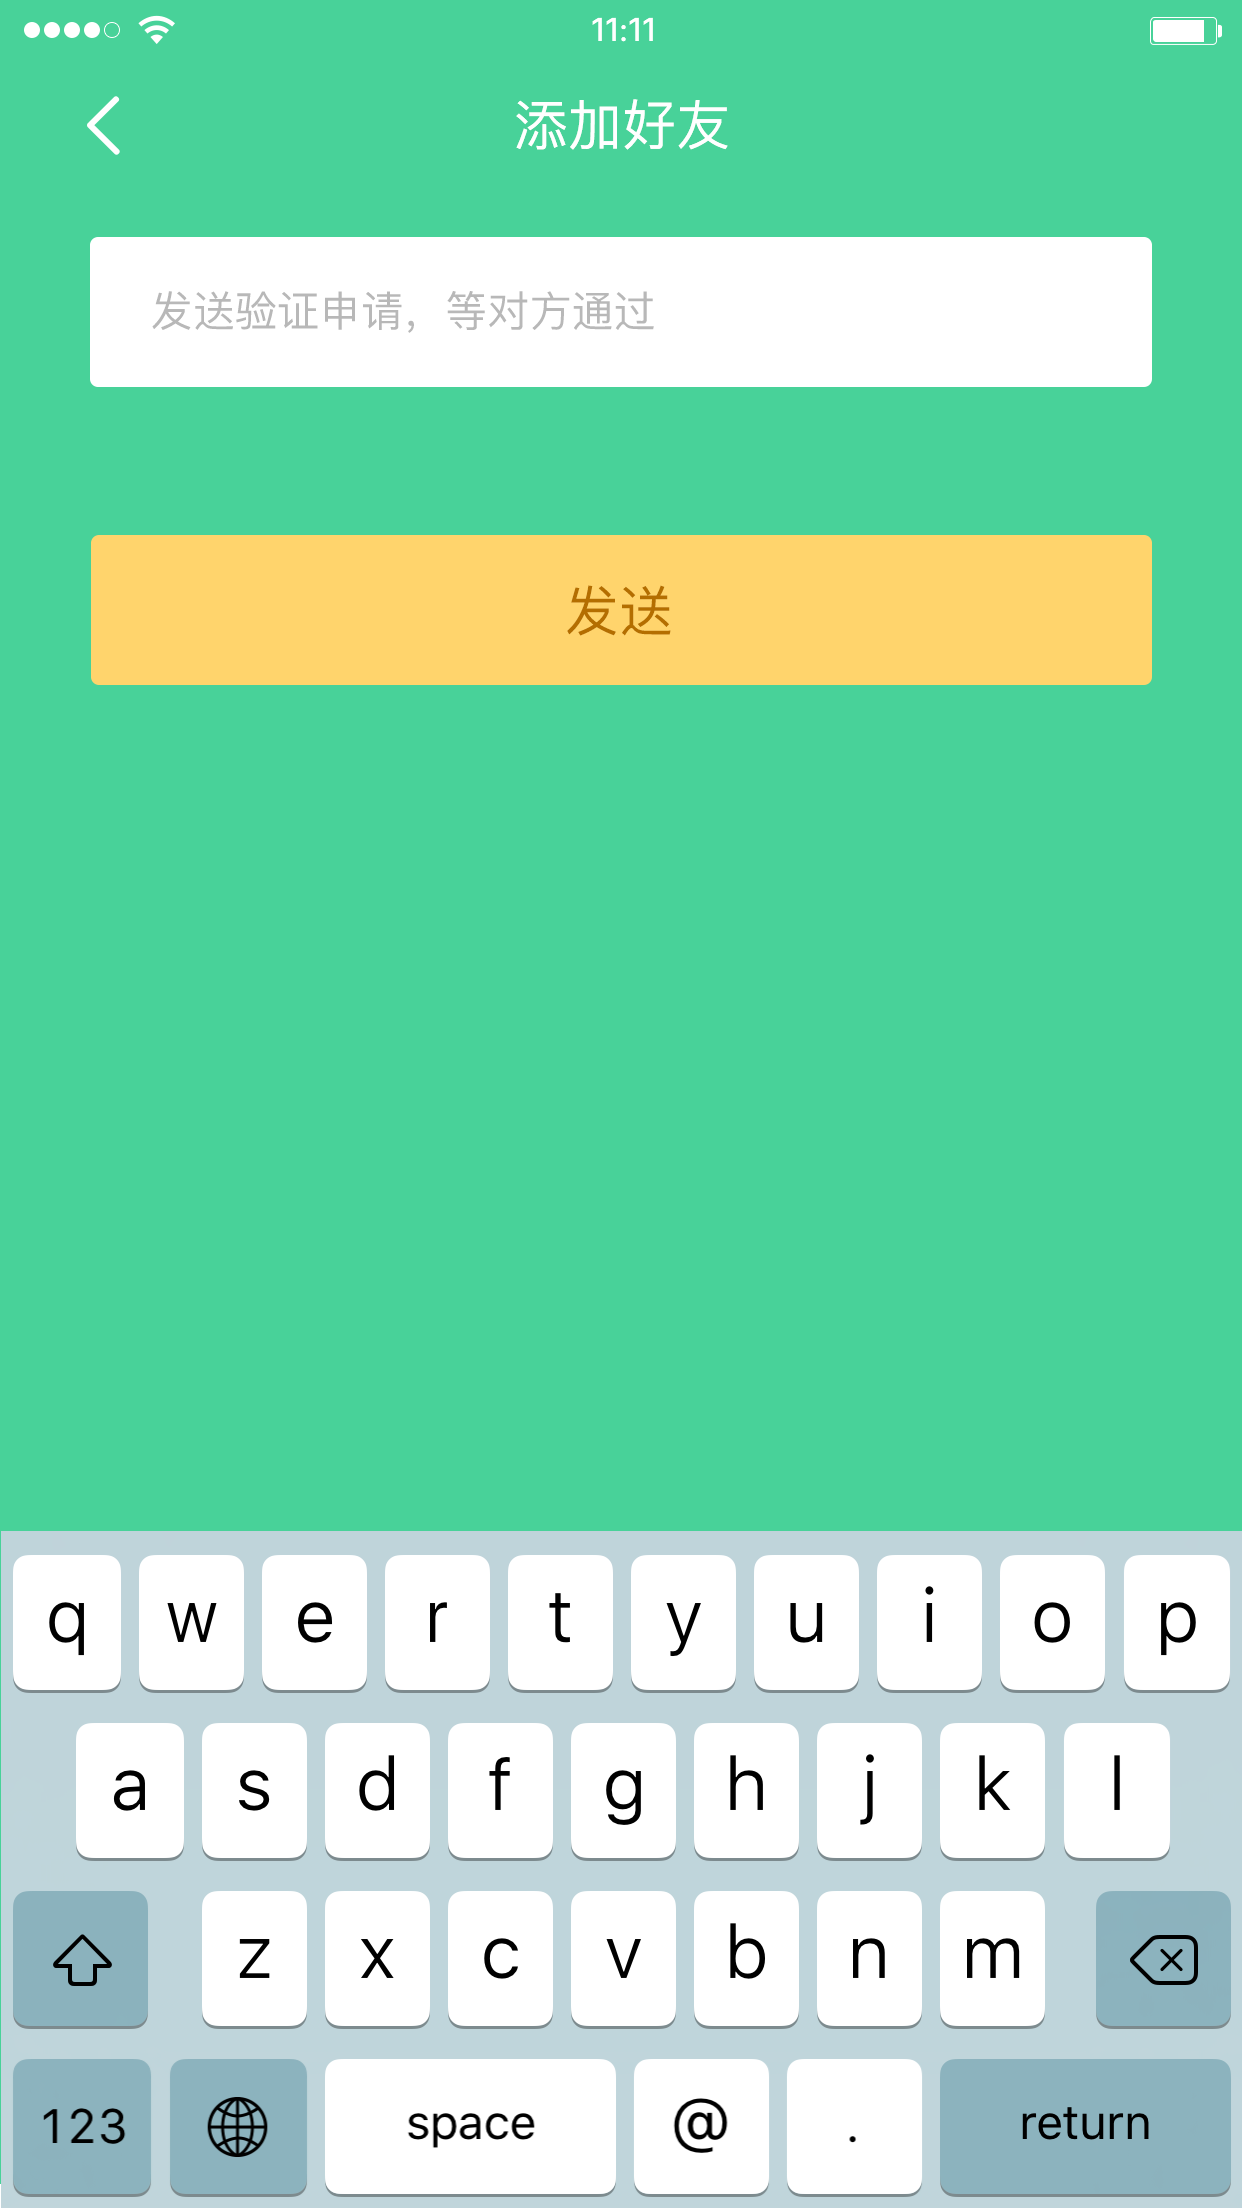 11:11
添加好友
发送验证申请，等对方通过
发送
q w e r t y u i o p
a s d f g h j k l
z x c v b n m
123 space @ . return